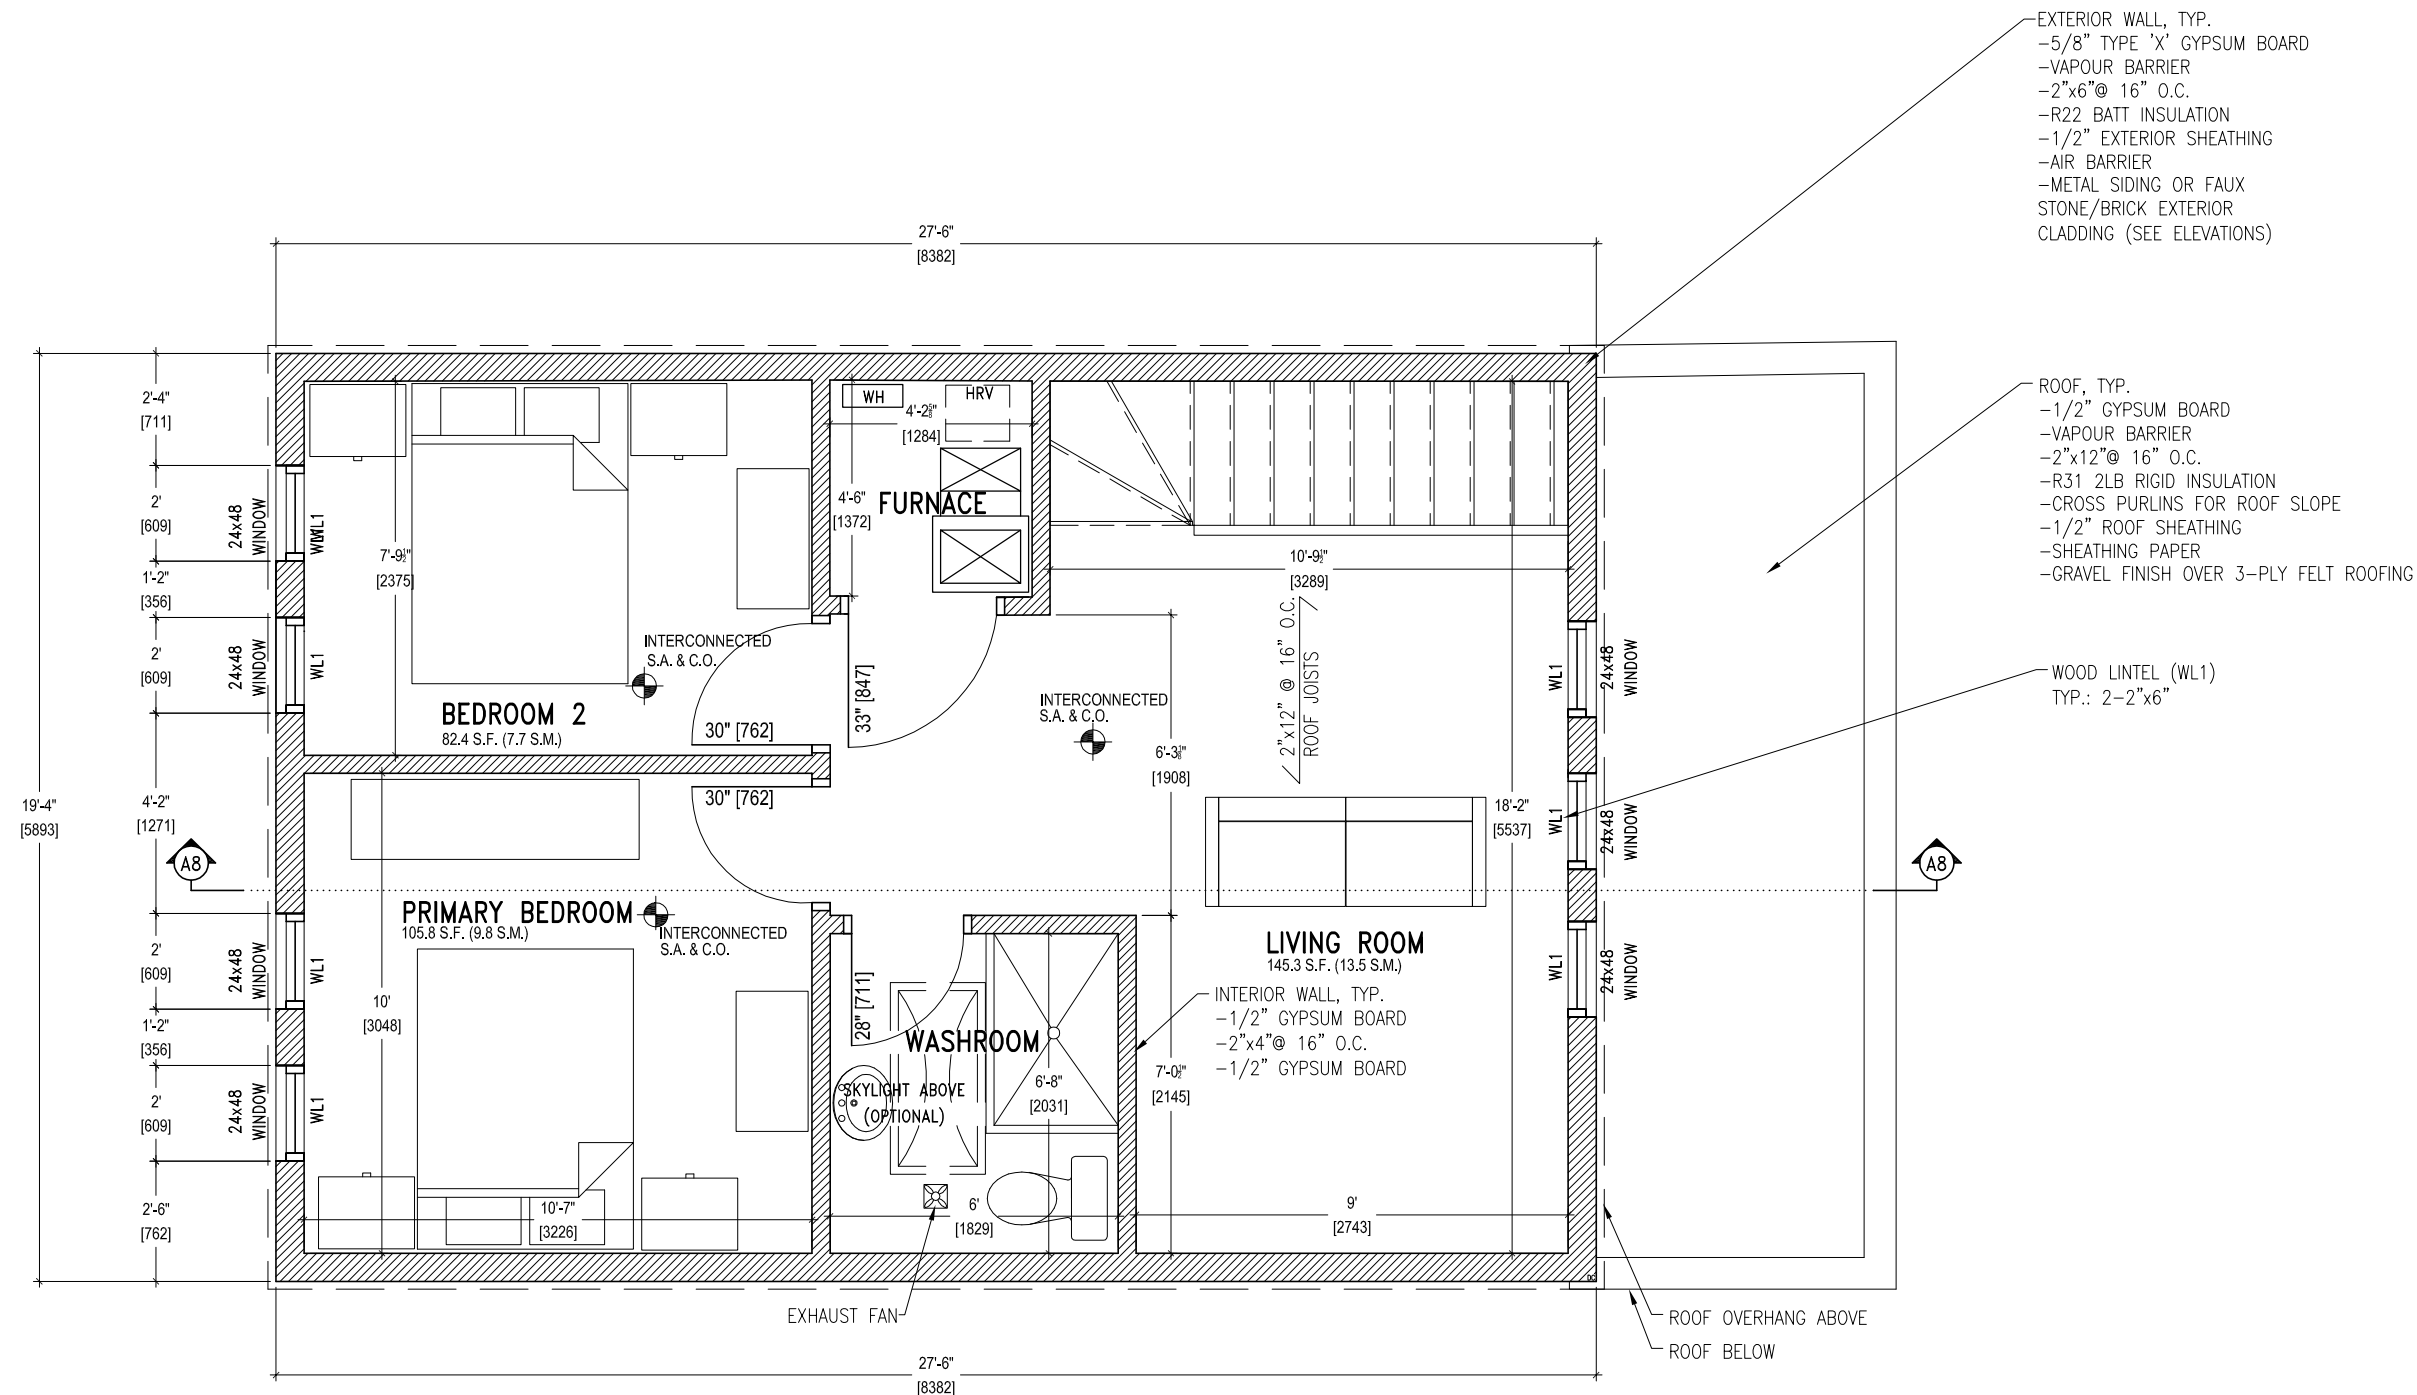 EXTERIOR WALL, TYP.
-5/8" TYPE 'X' GYPSUM BOARD
-VAPOUR BARRIER
-2"x6"@ 16" O.C.
-R22 BATT INSULATION
-1/2" EXTERIOR SHEATHING
-AIR BARRIER
-METAL SIDING OR FAUX
STONE/BRICK EXTERIOR
CLADDING (SEE ELEVATIONS)
27'-6"
[8382]
ROOF, TYP.
-1/2" GYPSUM BOARD
-VAPOUR BARRIER
-2"x12"@ 16" O.C.
-R31 2LB RIGID INSULATION
-CROSS PURLINS FOR ROOF SLOPE
-1/2" ROOF SHEATHING
-SHEATHING PAPER
-GRAVEL FINISH OVER 3-PLY FELT ROOFING
WOOD LINTEL (WL1)
TYP.: 2-2"x6"
19'-4"
[5893]
2'-4"
[711]
2'
[609]
1'-2"
[356]
2'
[609]
4'-2"
[1271]
2'
[609]
1'-2"
[356]
2'
[609]
2'-6"
[762]
A8
24x48
WINDOW
WL1
24x48
WINDOW
WL1
24x48
WINDOW
WL1
24x48
WINDOW
WL1
7'-9½"
[2375]
INTERCONNECTED
S.A. & C.O.
BEDROOM 2
82.4 S.F. (7.7 S.M.)
30" [762]
30" [762]
WH
HRV
4'-2⅝"
[1284]
4'-6"
[1372]
FURNACE
33" [847]
10'-9½"
[3289]
2"x12" @ 16" O.C.
ROOF JOISTS
INTERCONNECTED
S.A. & C.O.
6'-3⅛"
[1908]
18'-2"
[5537]
WL1
24x48
WINDOW
WL1
24x48
WINDOW
WL1
24x48
WINDOW
A8
PRIMARY BEDROOM
105.8 S.F. (9.8 S.M.)
INTERCONNECTED
S.A. & C.O.
10'
[3048]
10'-7"
[3226]
28" [711]
WASHROOM
SKYLIGHT ABOVE
(OPTIONAL)
6'-8"
[2031]
6'
[1829]
LIVING ROOM
145.3 S.F. (13.5 S.M.)
INTERIOR WALL, TYP.
-1/2" GYPSUM BOARD
-2"x4"@ 16" O.C.
-1/2" GYPSUM BOARD
7'-0½"
[2145]
9'
[2743]
EXHAUST FAN
ROOF OVERHANG ABOVE
ROOF BELOW
27'-6"
[8382]